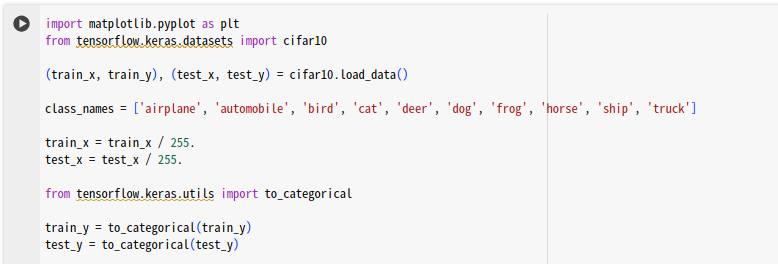 import matplotlib.pyplot as plt
from tensorflow.keras.datasets import cifar10
(train_x, train_y), (test_x, test_y) = cifar10.load_data()
class_names = ['airplane', 'automobile', 'bird', 'cat', 'deer', 'dog', 'frog', 'horse', 'ship', 'truck']
train_x = train_x / 255.
test_x = test_x / 255.
from tensorflow.keras.utils import to_categorical
train_y = to_categorical(train_y)
test_y = to_categorical(test_y)